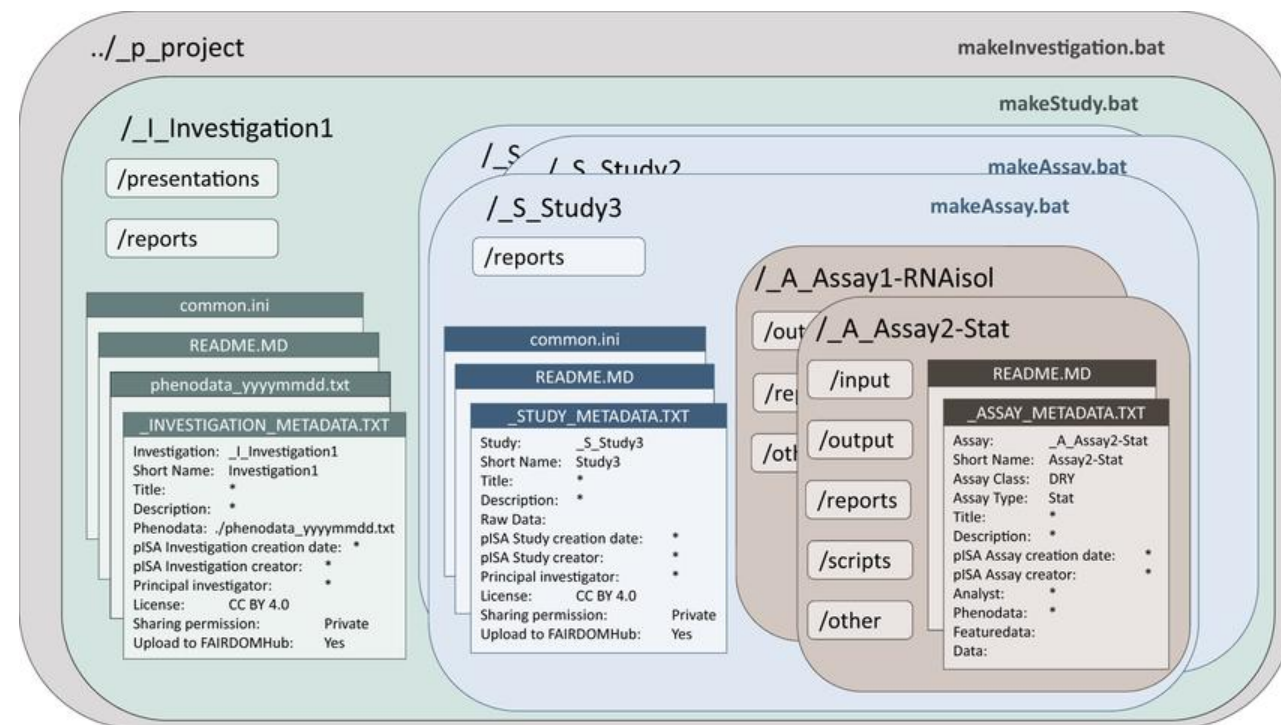 ../_p_project
makeInvestigation.bat
/_I_Investigation1
makeStudy.bat
/presentations
/reports
common.ini
README.MD
phenodata_yyyymmdd.txt
_INVESTIGATION_METADATA.TXT
Investigation: _I_Investigation1
Short Name: Investigation1
Title: *
Description: *
Phenodata: ./phenodata_yyyymmdd.txt
pISA Investigation creation date: *
pISA Investigation creator: *
Principal investigator: *
License: CC BY 4.0
Sharing permission: Private
Upload to FAIRDOMHub: Yes
/_S
/_S_Study2
makeAssay.bat
/_S_Study3
makeAssay.bat
/reports
common.ini
README.MD
_STUDY_METADATA.TXT
Study: _S_Study3
Short Name: Study3
Title: *
Description: *
Raw Data:
pISA Study creation date: *
pISA Study creator: *
Principal investigator: *
License: CC BY 4.0
Sharing permission: Private
Upload to FAIRDOMHub: Yes
/_A_Assay1-RNAisol
/out
/re
/oth
/_A_Assay2-Stat
/input
/output
/reports
/scripts
/other
README.MD
_ASSAY_METADATA.TXT
Assay: _A_Assay2-Stat
Short Name: Assay2-Stat
Assay Class: DRY
Assay Type: Stat
Title: *
Description: *
pISA Assay creation date: *
pISA Assay creator: *
Analyst: *
Phenodata: *
Featuredata:
Data: